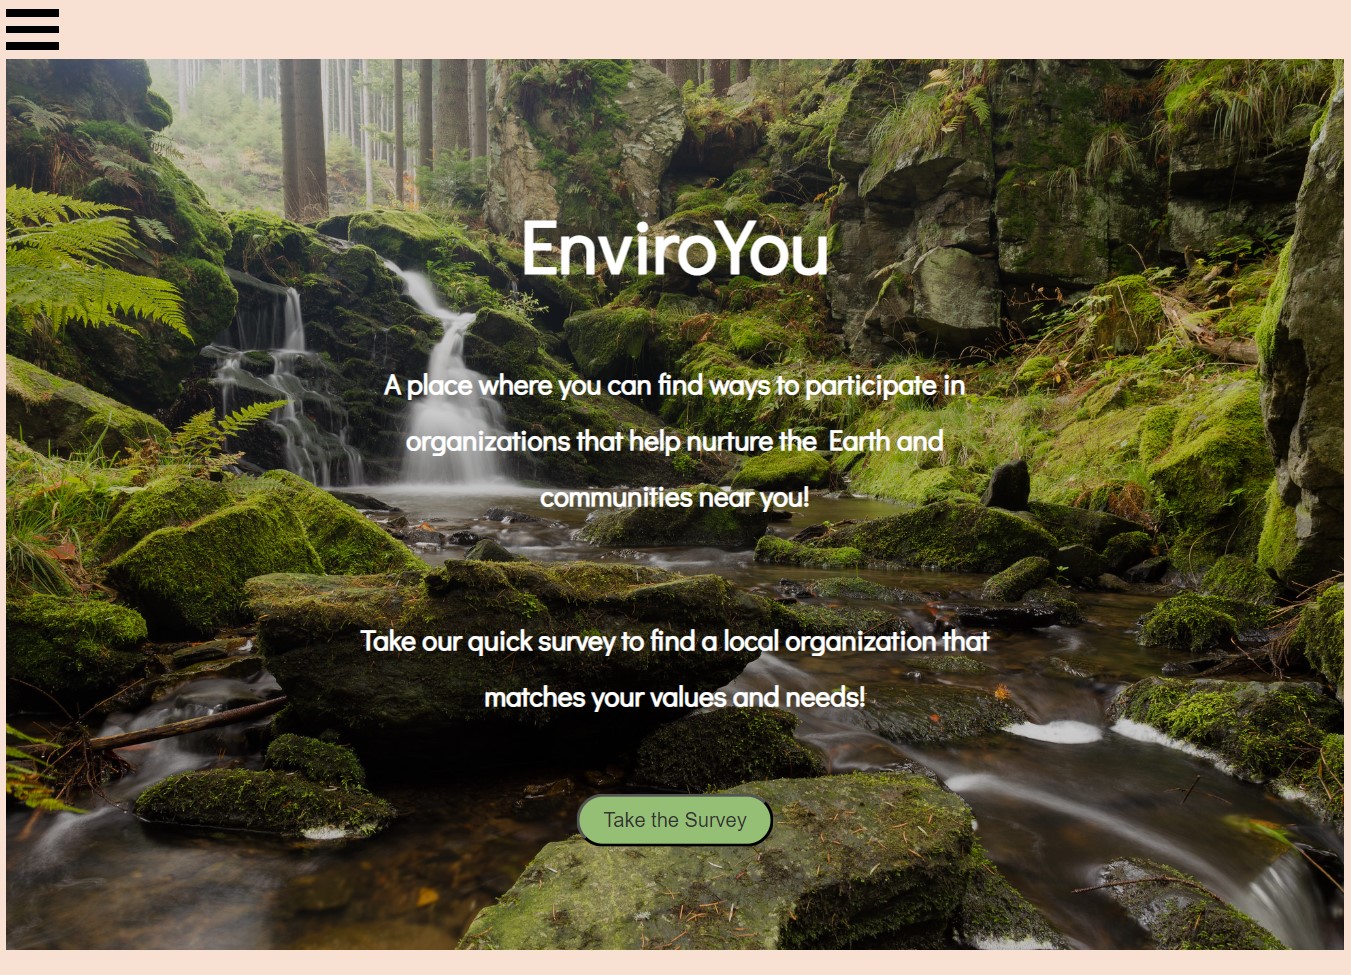 EnviroYou
A place where you can find ways to participate in
organizations that help nurture the Earth and
communities near you!
Take our quick survey to find a local organization that
matches your values and needs!
Take the Survey